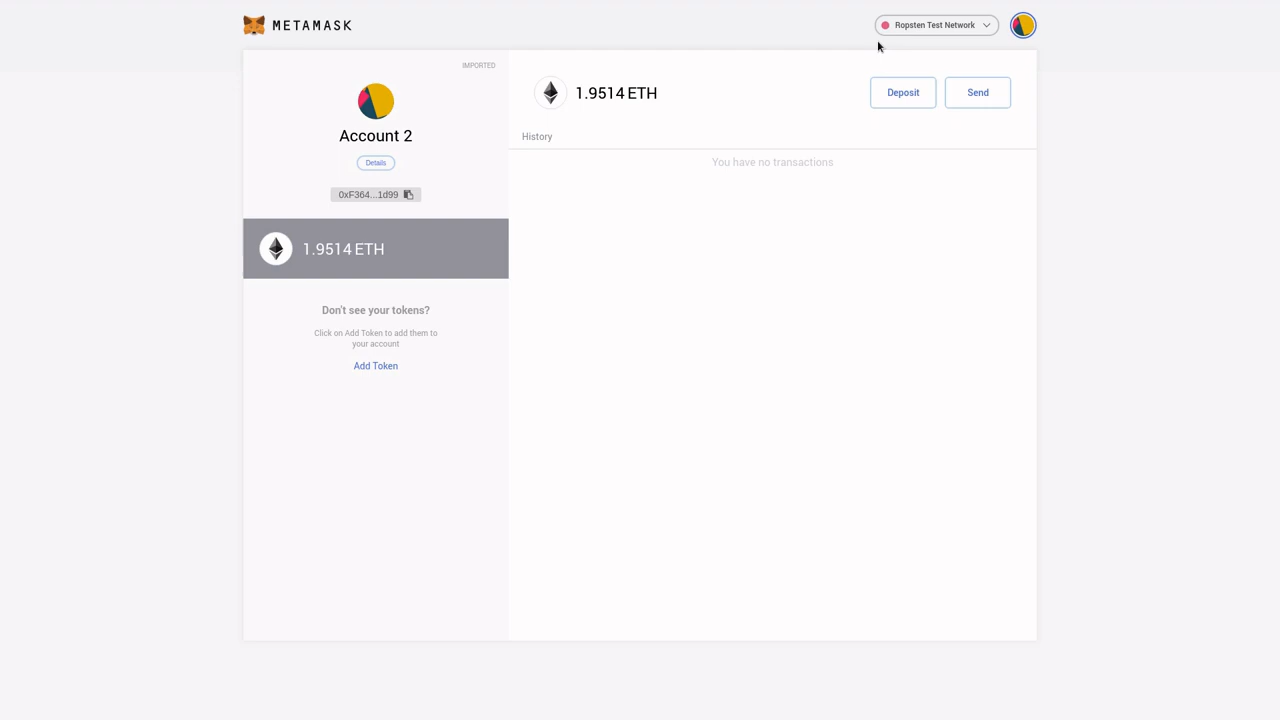 METAMASK
Ropsten Test Network
IMPORTED
Account 2
Details
0xF364...1d99
1.9514 ETH
Don't see your tokens?
Click on Add Token to add them to
your account
Add Token
1.9514 ETH
Deposit
Send
History
You have no transactions